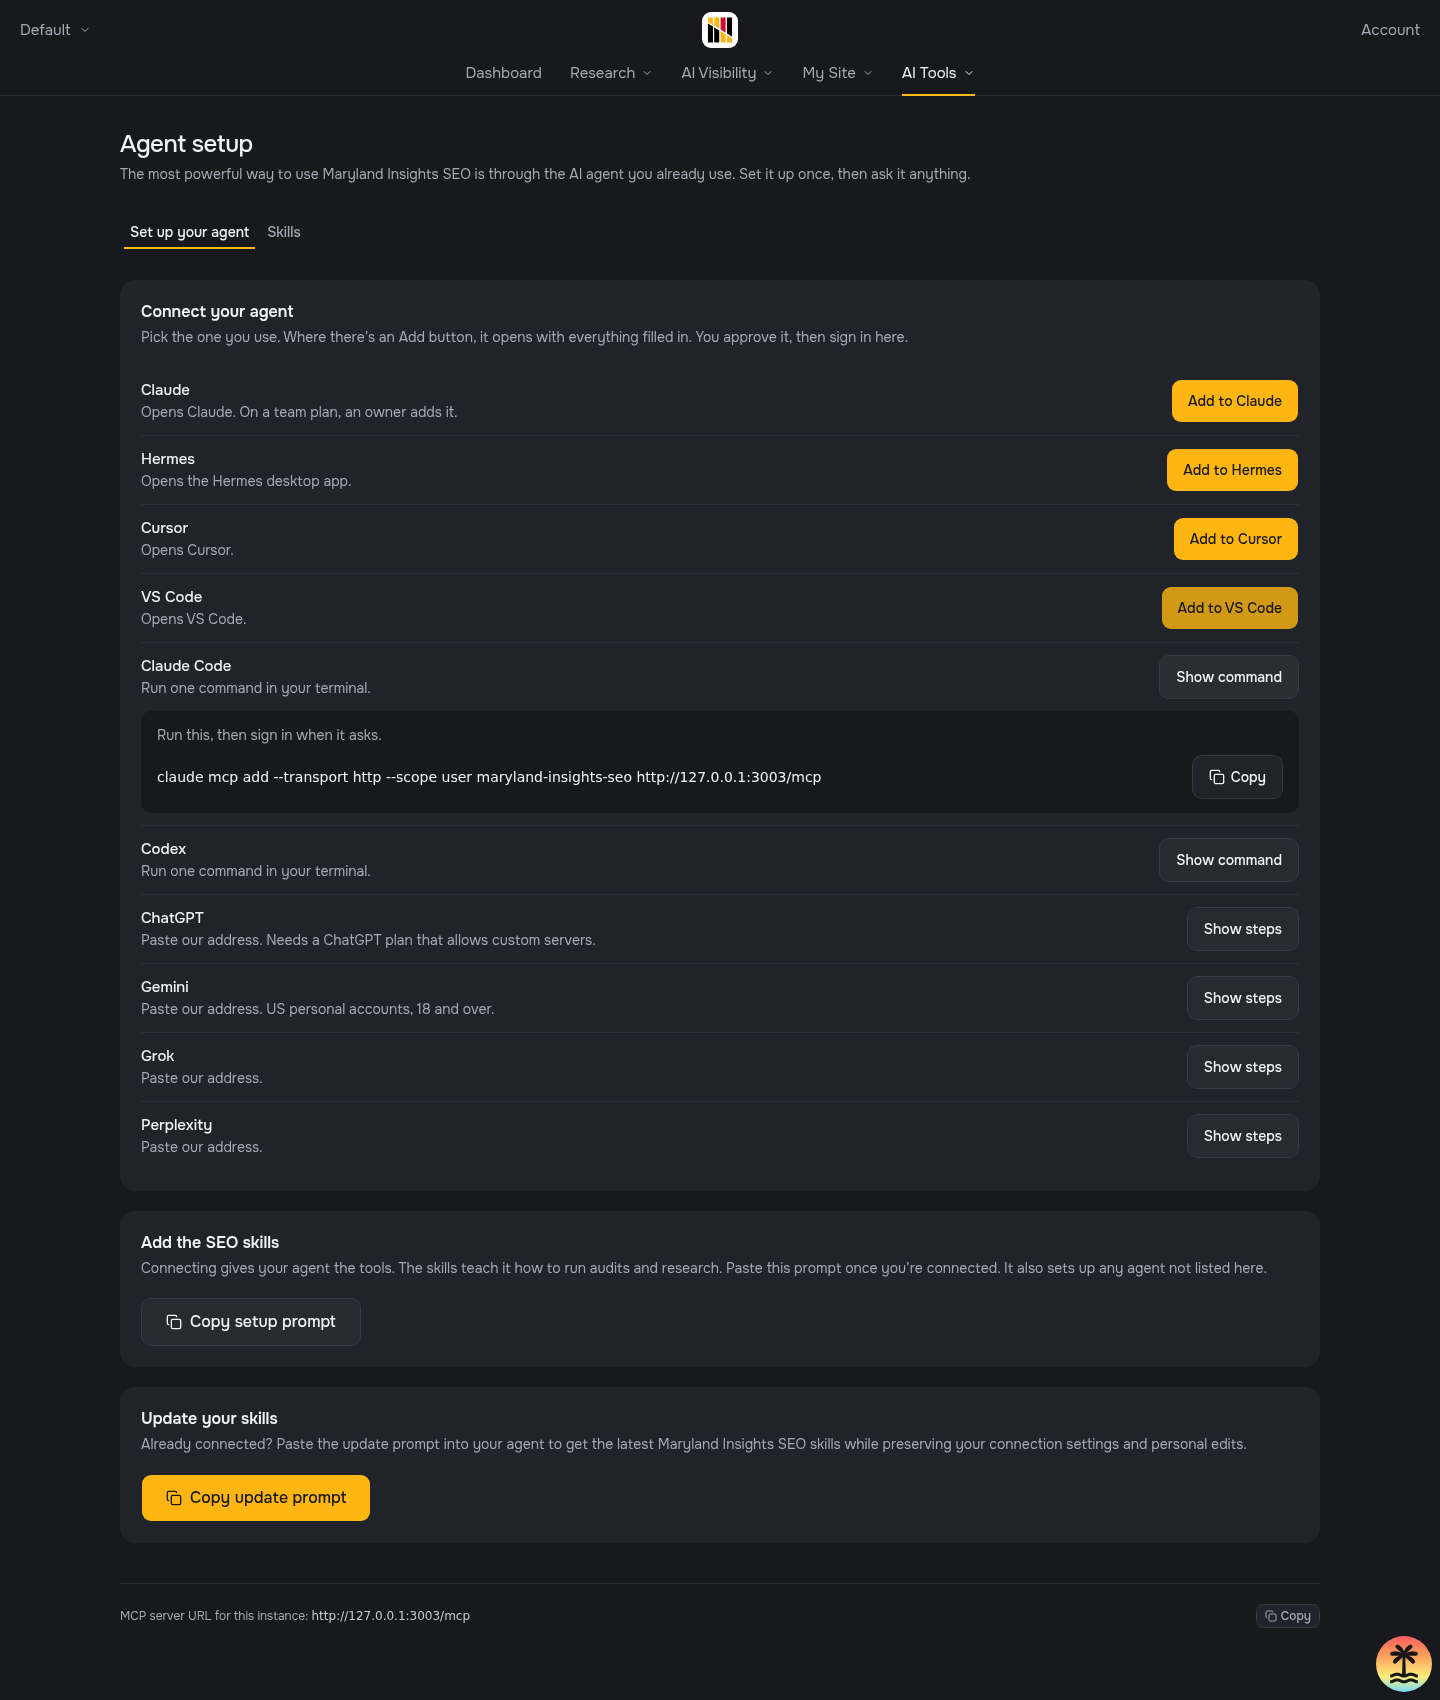 Default
Account
Dashboard
Research
AI Visibility
My Site
AI Tools
Agent setup
The most powerful way to use Maryland Insights SEO is through the AI agent you already use. Set it up once, then ask it anything.
Set up your agent
Skills
Connect your agent
Pick the one you use. Where there’s an Add button, it opens with everything filled in. You approve it, then sign in here.
Claude
Opens Claude. On a team plan, an owner adds it.
Add to Claude
Hermes
Opens the Hermes desktop app.
Add to Hermes
Cursor
Opens Cursor.
Add to Cursor
VS Code
Opens VS Code.
Add to VS Code
Claude Code
Run one command in your terminal.
Show command
Run this, then sign in when it asks.
claude mcp add --transport http --scope user maryland-insights-seo http://127.0.0.1:3003/mcp
Copy
Codex
Run one command in your terminal.
Show command
ChatGPT
Paste our address. Needs a ChatGPT plan that allows custom servers.
Show steps
Gemini
Paste our address. US personal accounts, 18 and over.
Show steps
Grok
Paste our address.
Show steps
Perplexity
Paste our address.
Show steps
Add the SEO skills
Connecting gives your agent the tools. The skills teach it how to run audits and research. Paste this prompt once you’re connected. It also sets up any agent not listed here.
Copy setup prompt
Update your skills
Already connected? Paste the update prompt into your agent to get the latest Maryland Insights SEO skills while preserving your connection settings and personal edits.
Copy update prompt
MCP server URL for this instance: http://127.0.0.1:3003/mcp
Copy